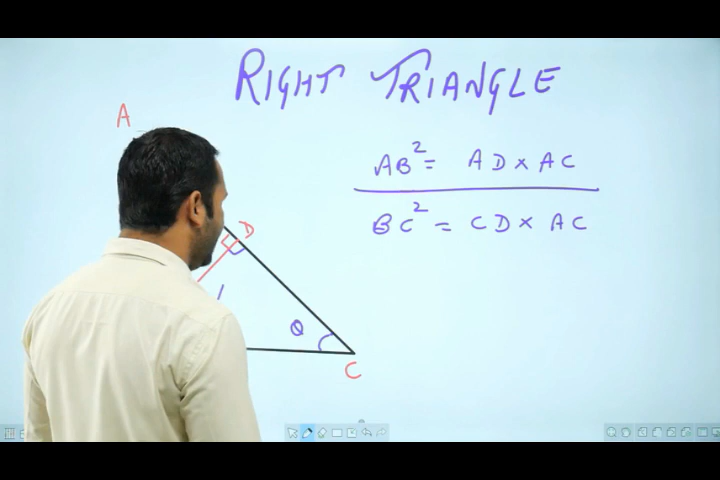 RIGHT TRIANGLE
A
AB² = AD × AC
BC² = CD × AC
D
θ
C